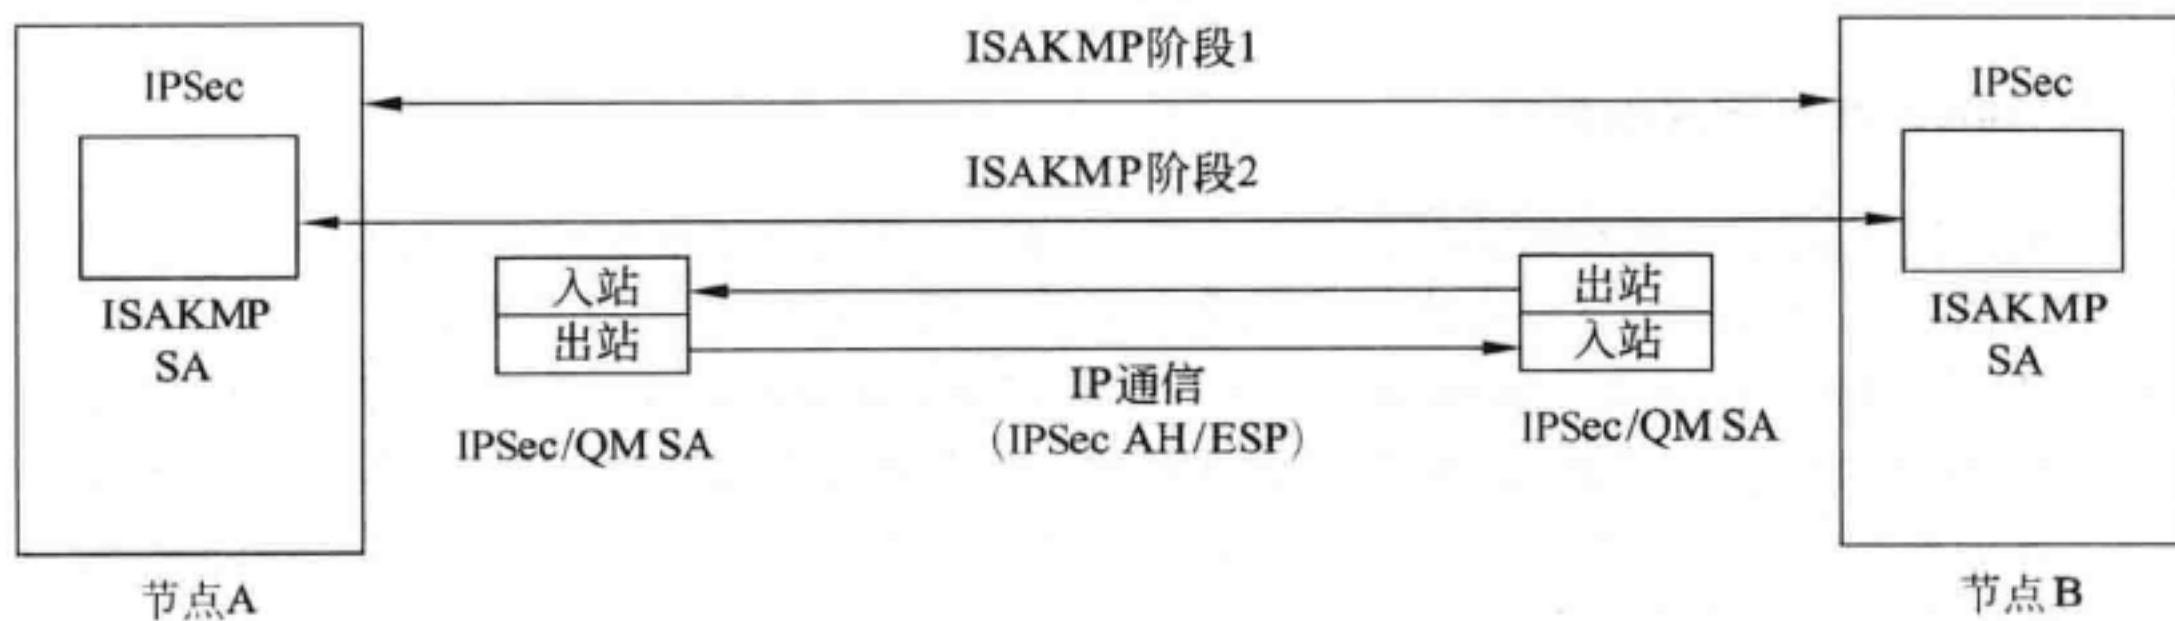 ISAKMP阶段1
IPSec
IPSec
ISAKMP阶段2
入站
出站
出站
入站
ISAKMP
SA
ISAKMP
SA
IP通信
(IPSec AH/ESP)
IPSec/QM SA
IPSec/QM SA
节点A
节点B